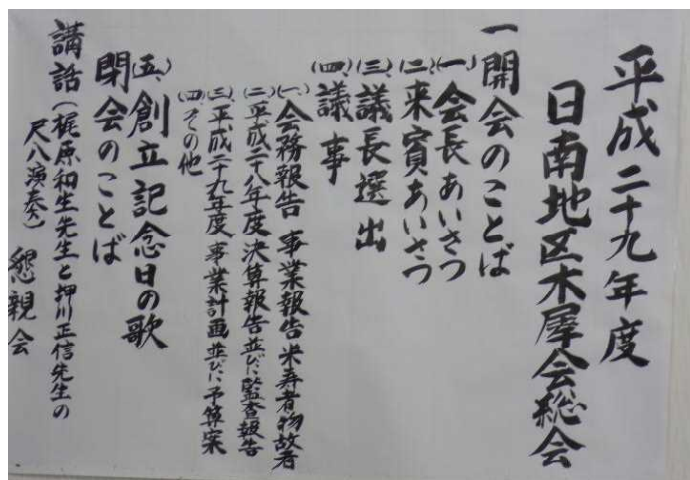 平成二十九年度
日南地区木犀会総会
一 開会のことば
(一)会長あいさつ
(二)来賓あいさつ
(三)議長選出
(四)議事
(一)会務報告 事業報告米寿者物故者
(二)平成二十八年度決算報告並びに監査報告
(三)平成二十九年度事業計画並びに予算案
(四)その他
(五)創立記念日の歌
閉会のことば
講話(梶原和生先生と押川正信先生の
尺八演奏) 懇親会